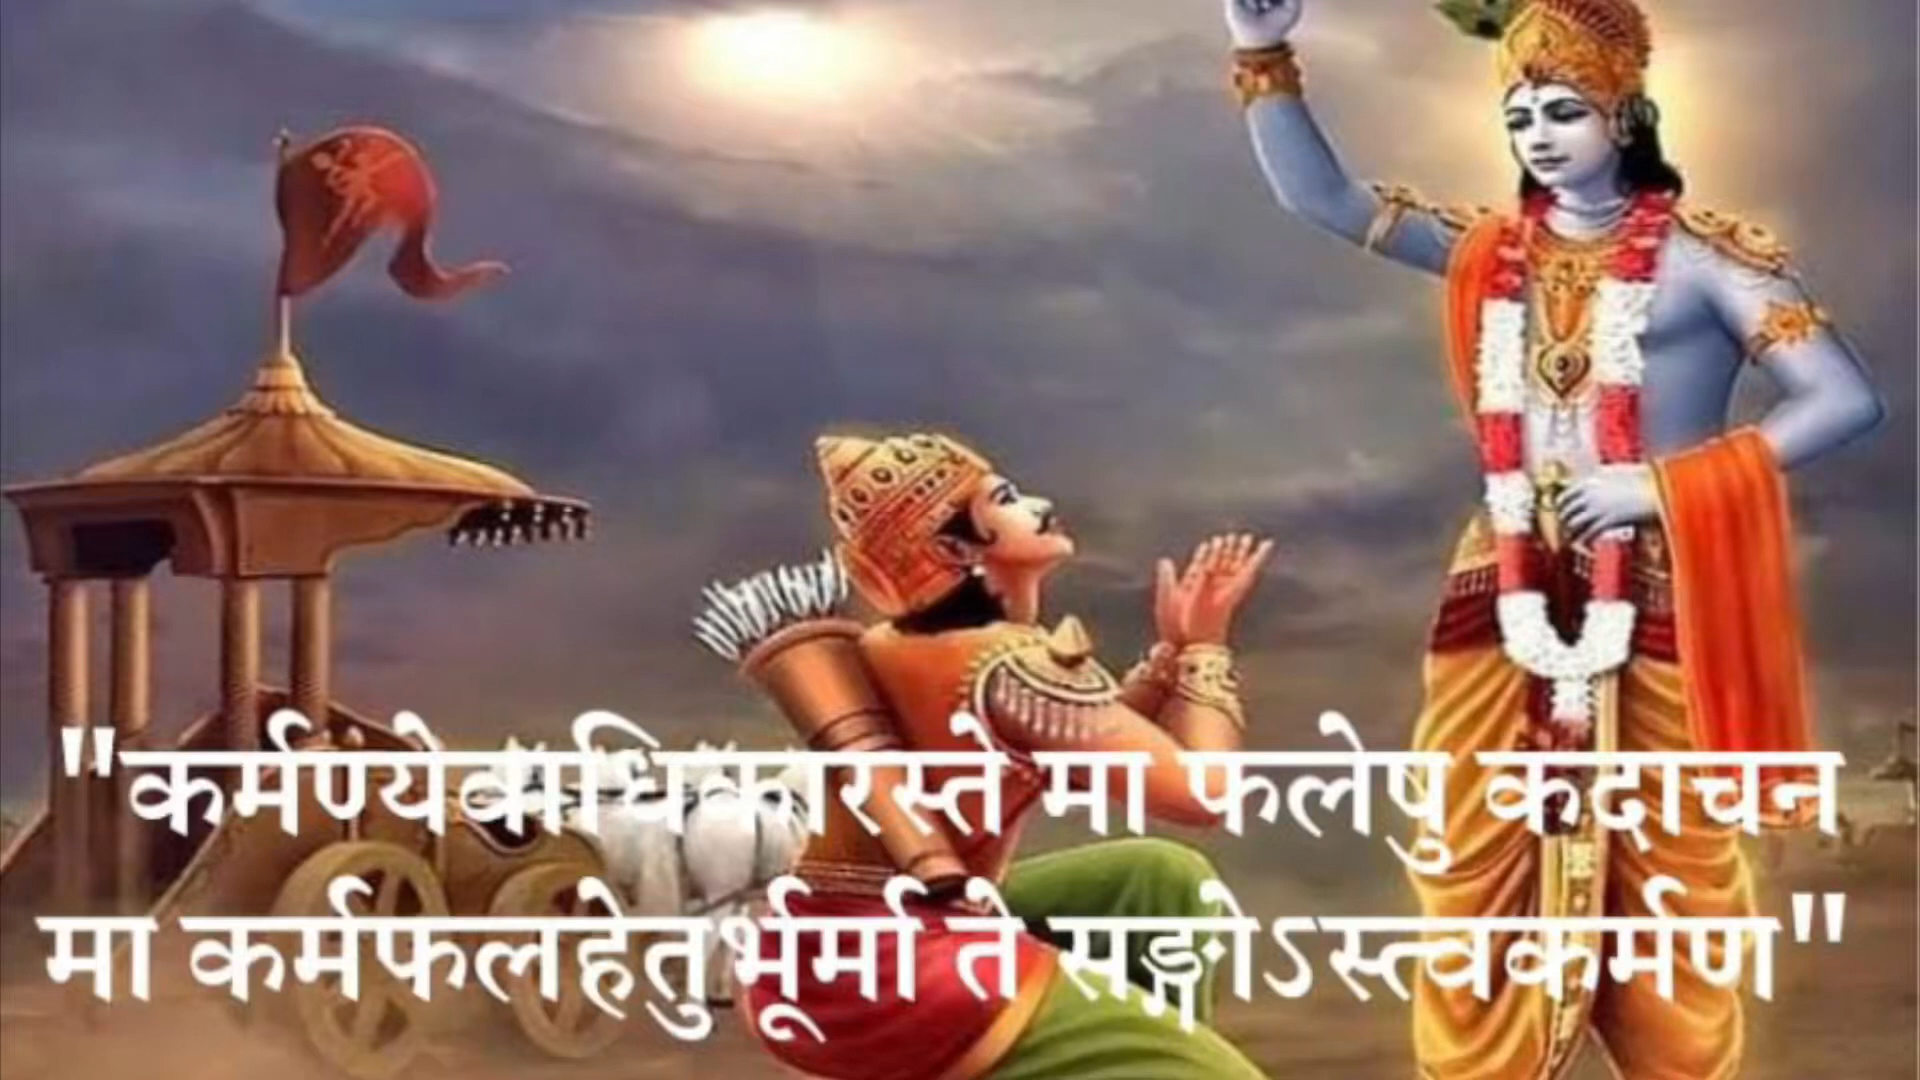 "कर्मण्येवाधिकारस्ते मा फलेषु कदाचन
मा कर्मफलहेतुर्भूर्मा ते सङ्गोऽस्त्वकर्मण"